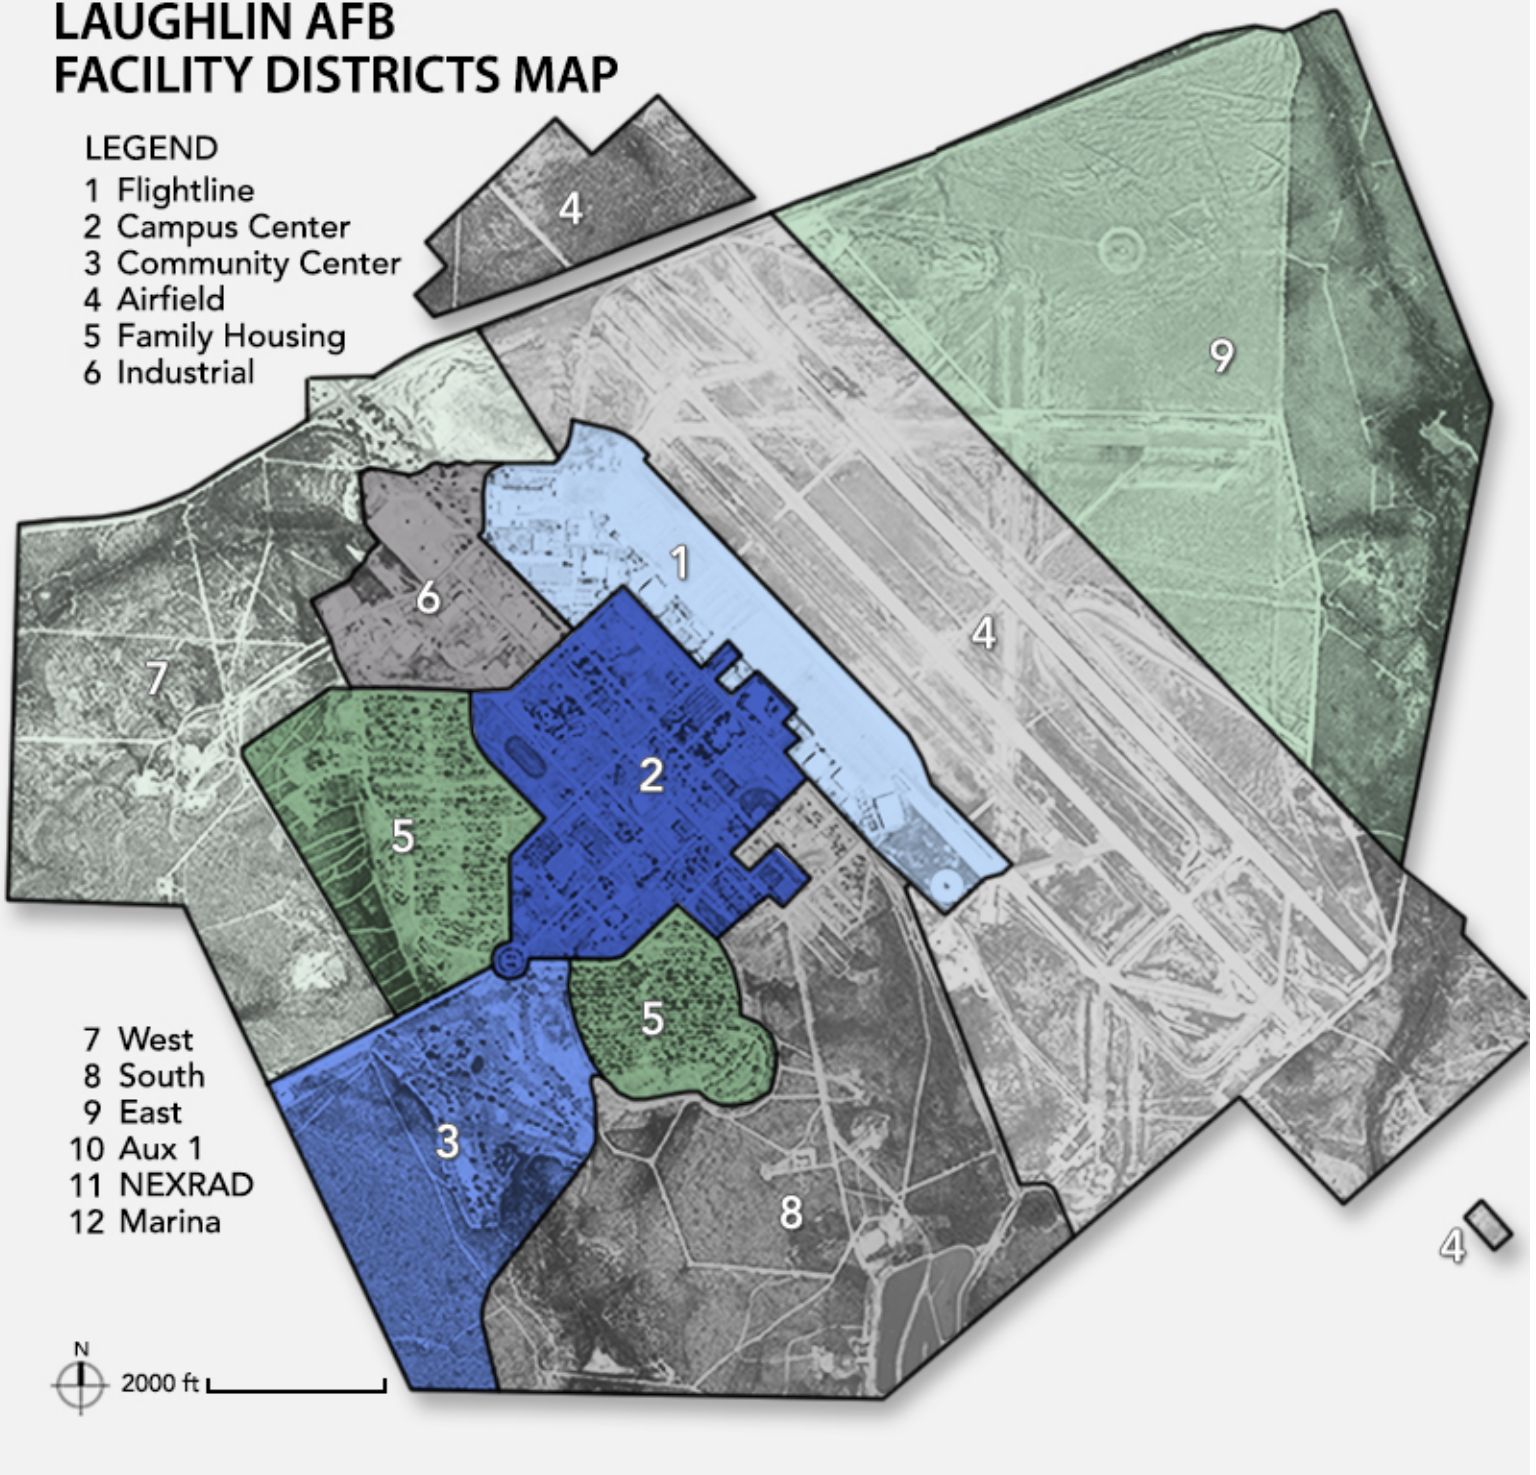 LAUGHLIN AFB
FACILITY DISTRICTS MAP
LEGEND
1 Flightline
2 Campus Center
3 Community Center
4 Airfield
5 Family Housing
6 Industrial
4
9
1
6
4
7
2
5
5
3
8
4
7 West
8 South
9 East
10 Aux 1
11 NEXRAD
12 Marina
N
2000 ft